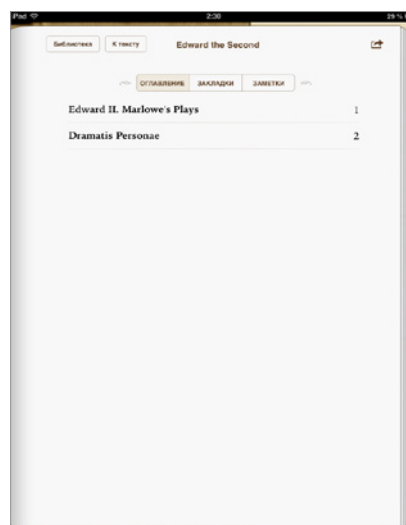 iPad 2:30 29 %
Библиотека К тексту Edward the Second
ОГЛАВЛЕНИЕ ЗАКЛАДКИ ЗАМЕТКИ
Edward II. Marlowe's Plays 1
Dramatis Personae 2